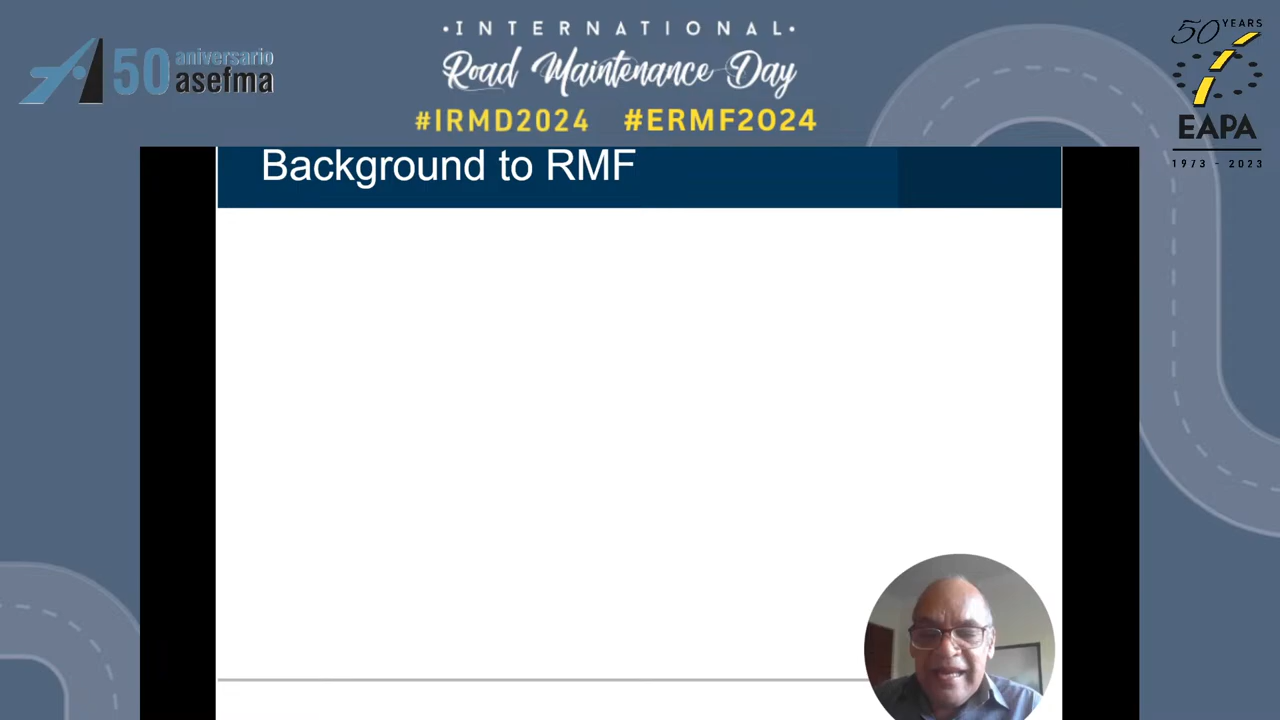 •INTERNATIONAL•
Road Maintenance Day
#IRMD2024 #ERMF2024
50 aniversario
asefma
50 YEARS
EAPA
1973 - 2023
Background to RMF